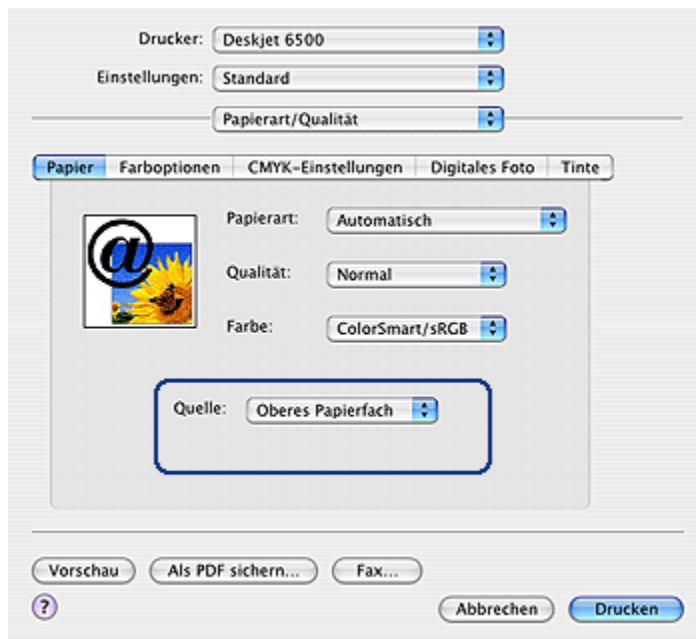 Drucker: Deskjet 6500
Einstellungen: Standard
Papierart/Qualität
Papier Farboptionen CMYK-Einstellungen Digitales Foto Tinte
@
Papierart: Automatisch
Qualität: Normal
Farbe: ColorSmart/sRGB
Quelle: Oberes Papierfach
Vorschau Als PDF sichern... Fax...
? Abbrechen Drucken